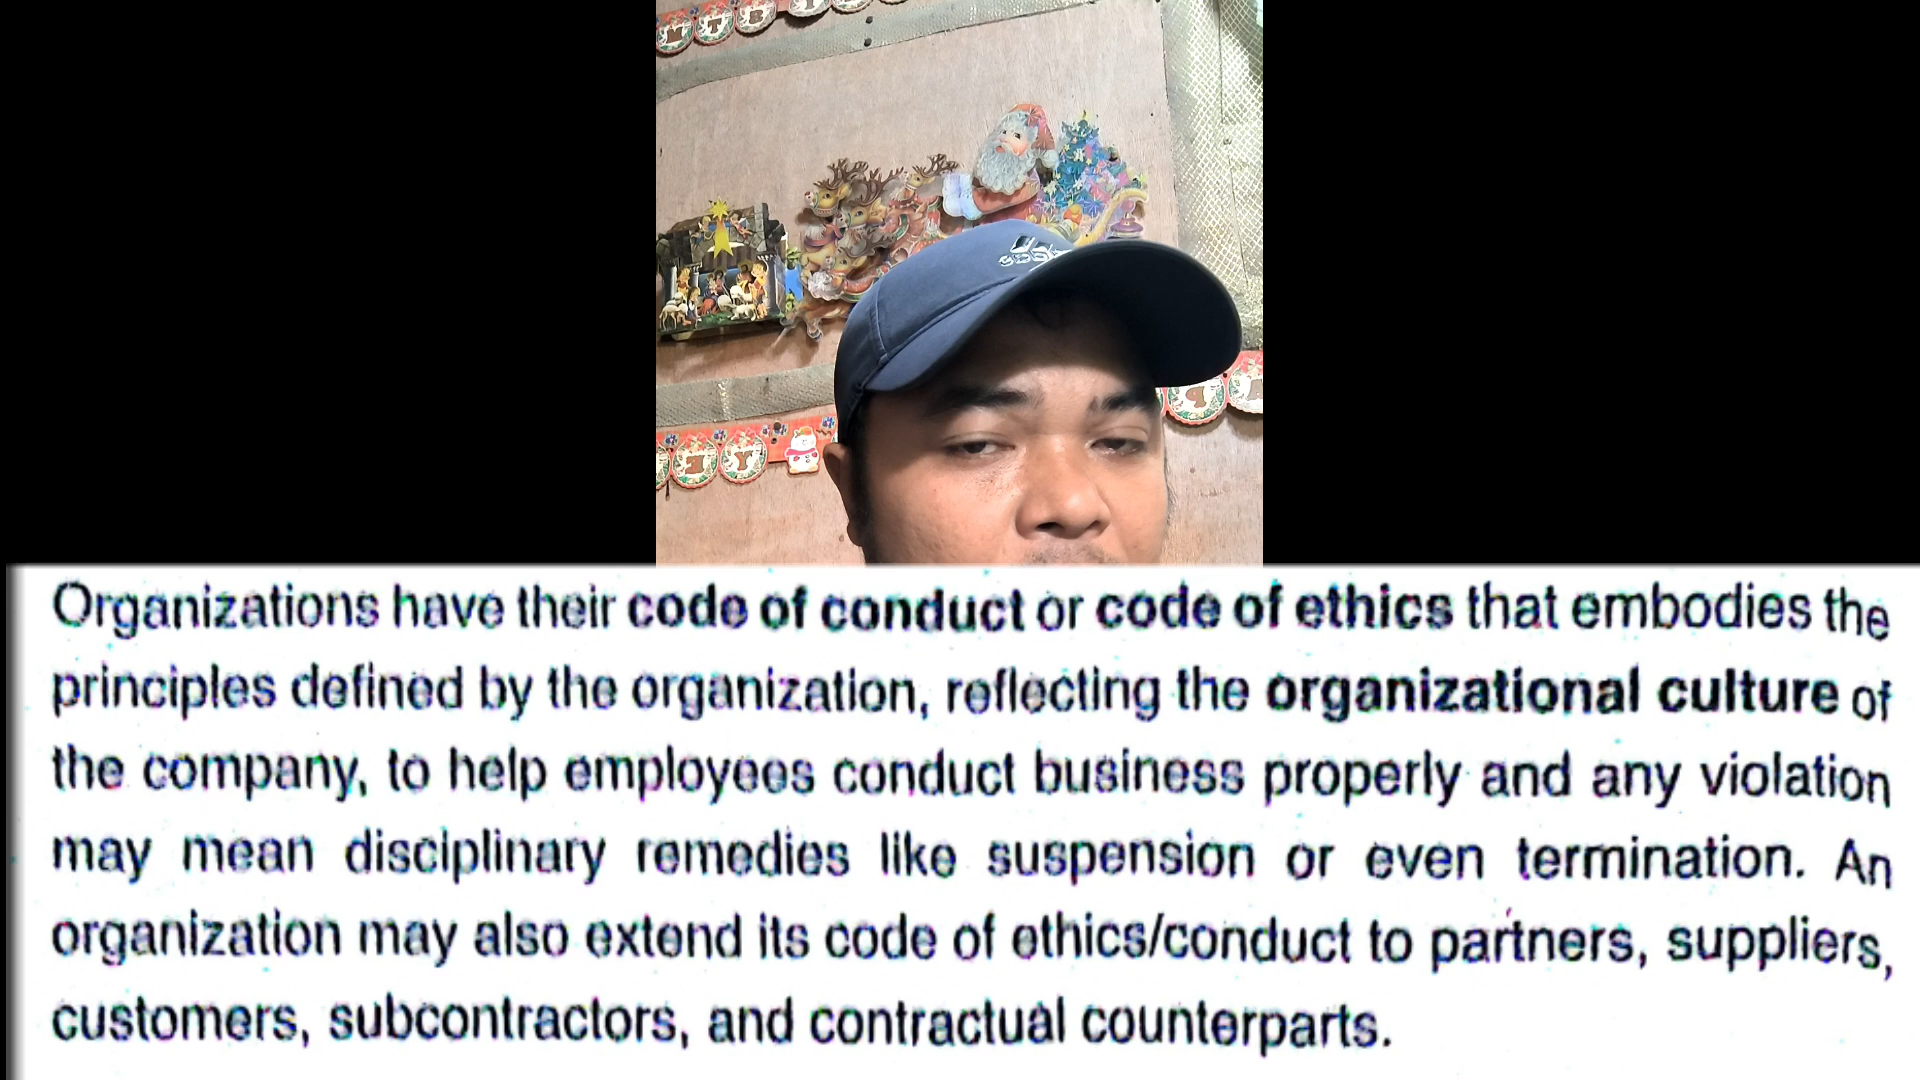 M T B
adidas
E Y
P
Organizations have their code of conduct or code of ethics that embodies the
principles defined by the organization, reflecting the organizational culture of
the company, to help employees conduct business properly and any violation
may mean disciplinary remedies like suspension or even termination. An
organization may also extend its code of ethics/conduct to partners, suppliers,
customers, subcontractors, and contractual counterparts.